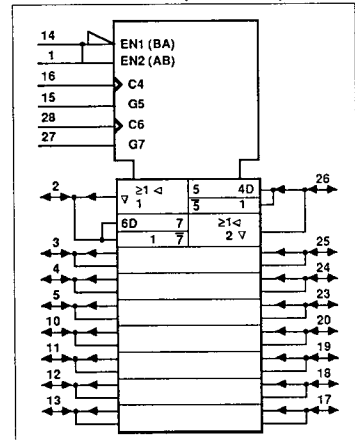 14 EN1 (BA)
1 EN2 (AB)
16 C4
15 G5
28 C6
27 G7
2 ≥1 ◁ 5 4D 26
▽ 1 5̅ 1
6D 7 ≥1◁
1 7̅ 2 ▽
3 25
4 24
5 23
10 20
11 19
12 18
13 17